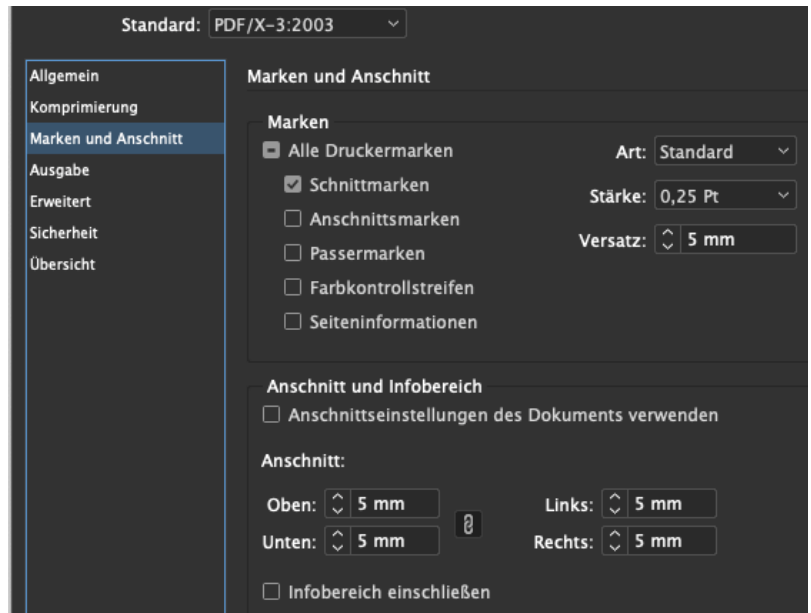 Standard: PDF/X-3:2003
Allgemein
Komprimierung
Marken und Anschnitt
Ausgabe
Erweitert
Sicherheit
Übersicht
Marken und Anschnitt
Marken
Alle Druckermarken
Schnittmarken
Anschnittsmarken
Passermarken
Farbkontrollstreifen
Seiteninformationen
Art: Standard
Stärke: 0,25 Pt
Versatz: 5 mm
Anschnitt und Infobereich
Anschnittseinstellungen des Dokuments verwenden
Anschnitt:
Oben: 5 mm Links: 5 mm
Unten: 5 mm Rechts: 5 mm
Infobereich einschließen